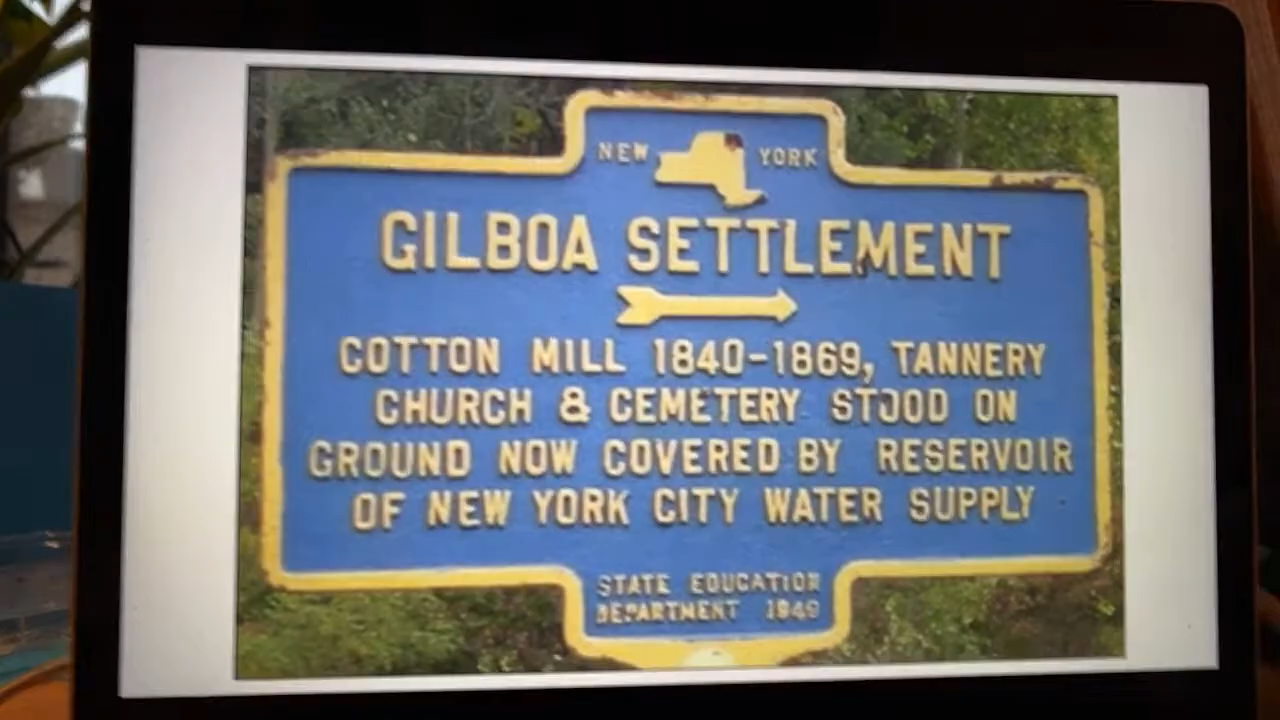 NEW YORK
GILBOA SETTLEMENT
COTTON MILL 1840-1869, TANNERY
CHURCH & CEMETERY STOOD ON
GROUND NOW COVERED BY RESERVOIR
OF NEW YORK CITY WATER SUPPLY
STATE EDUCATION
DEPARTMENT 1940